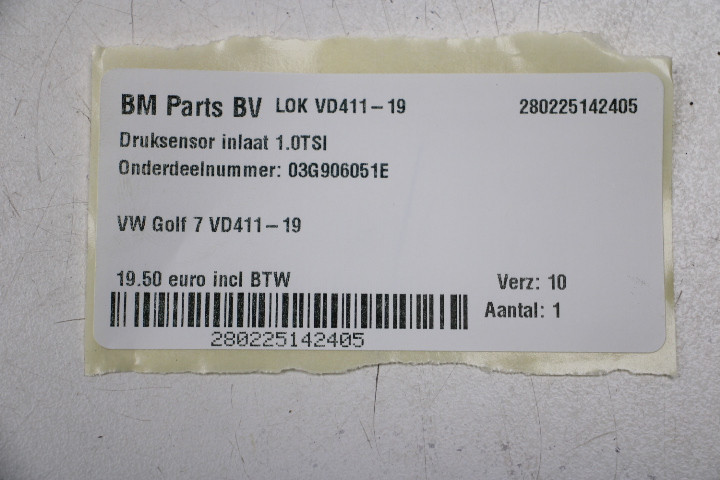 BM Parts BV LOK VD411-19 280225142405
Druksensor inlaat 1.0TSI
Onderdeelnummer: 03G906051E
VW Golf 7 VD411-19
19.50 euro incl BTW Verz: 10
Aantal: 1
280225142405